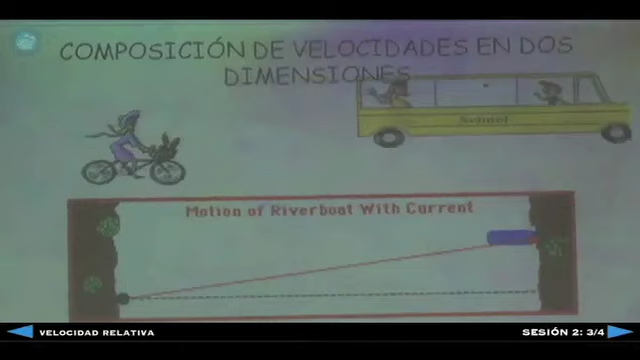 COMPOSICIÓN DE VELOCIDADES EN DOS
DIMENSIONES
School
Motion of Riverboat With Current
VELOCIDAD RELATIVA
SESIÓN 2: 3/4